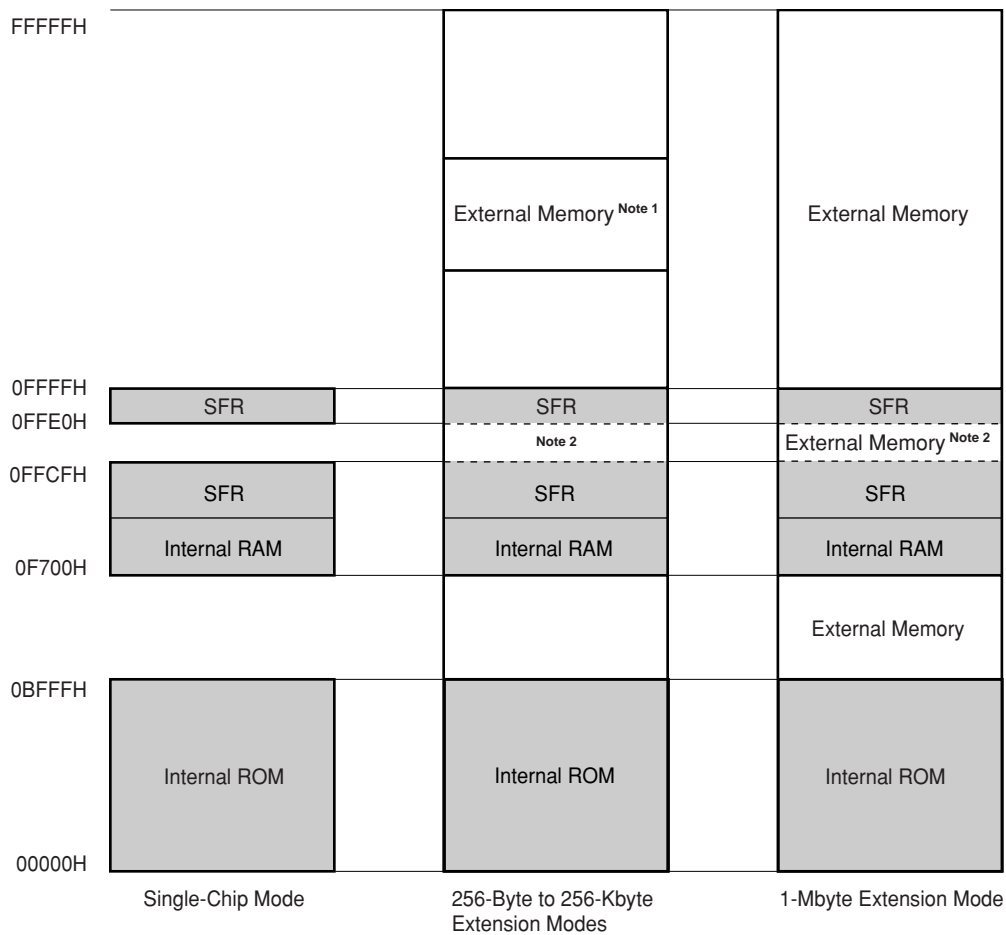 FFFFFH
External Memory Note 1
External Memory
0FFFFH
SFR
SFR
SFR
0FFE0H
Note 2
External Memory Note 2
0FFCFH
SFR
SFR
SFR
Internal RAM
Internal RAM
Internal RAM
0F700H
External Memory
0BFFFH
Internal ROM
Internal ROM
Internal ROM
00000H
Single-Chip Mode
256-Byte to 256-Kbyte
Extension Modes
1-Mbyte Extension Mode